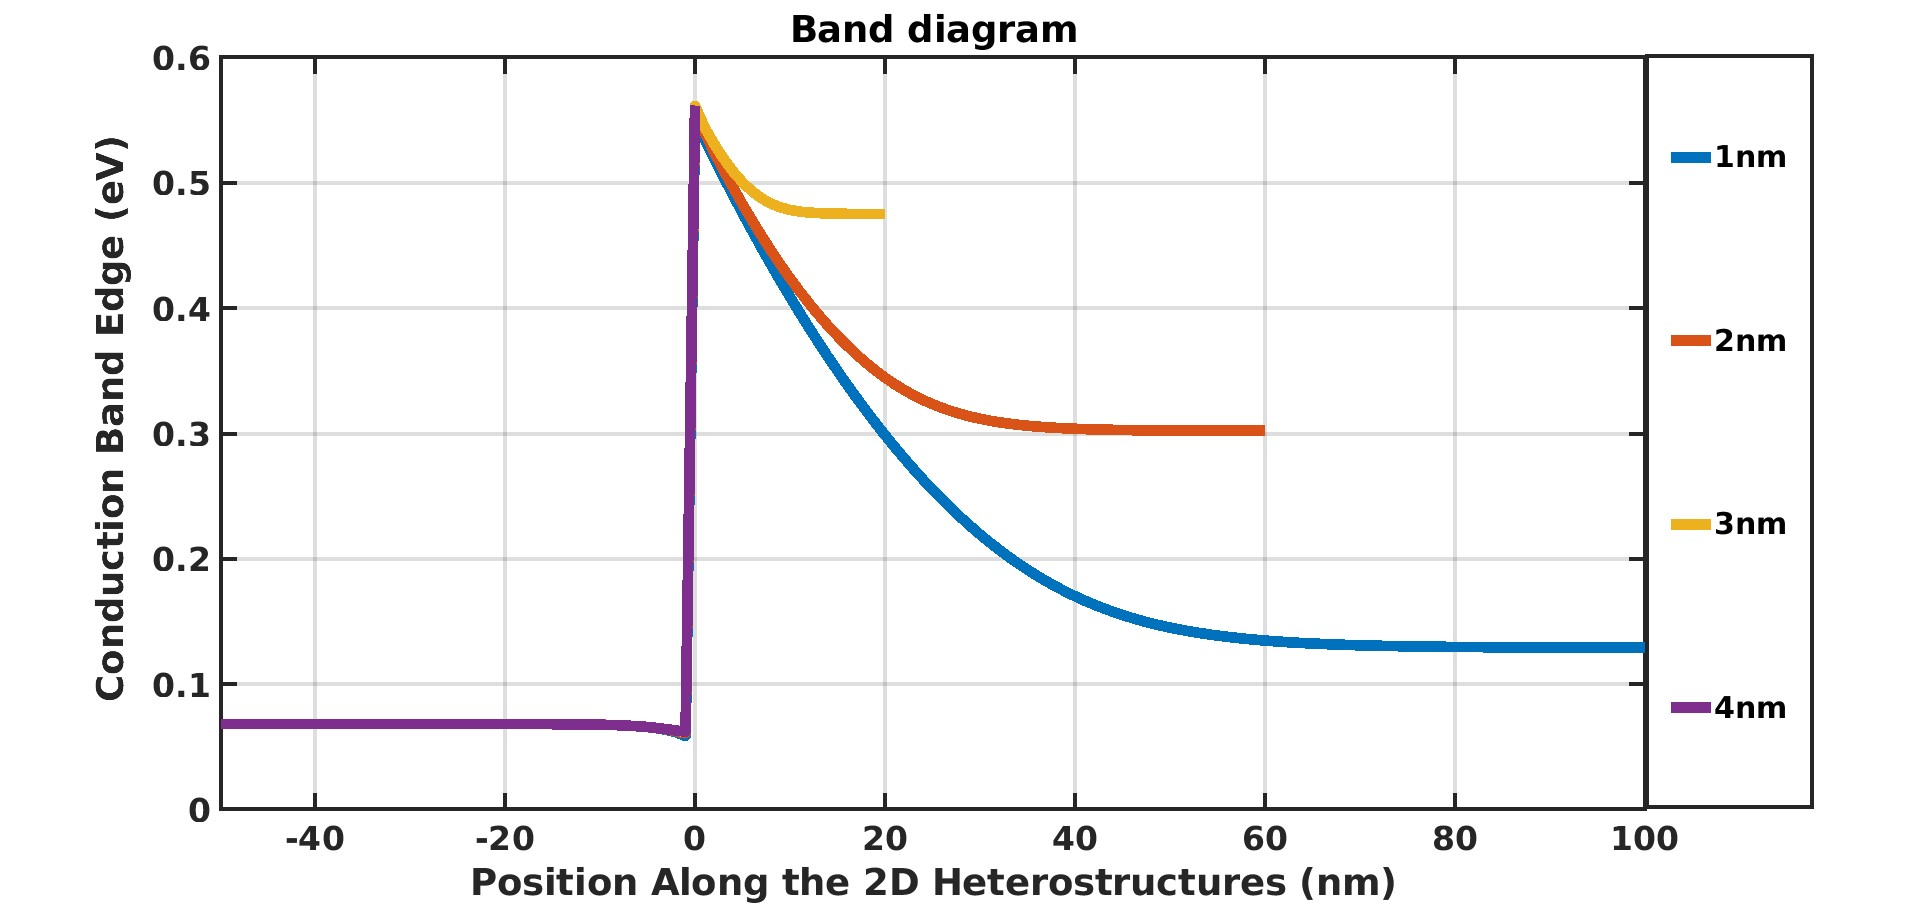 Band diagram
Conduction Band Edge (eV)
0.6
0.5
0.4
0.3
0.2
0.1
0
-40 -20 0 20 40 60 80 100
Position Along the 2D Heterostructures (nm)
1nm
2nm
3nm
4nm